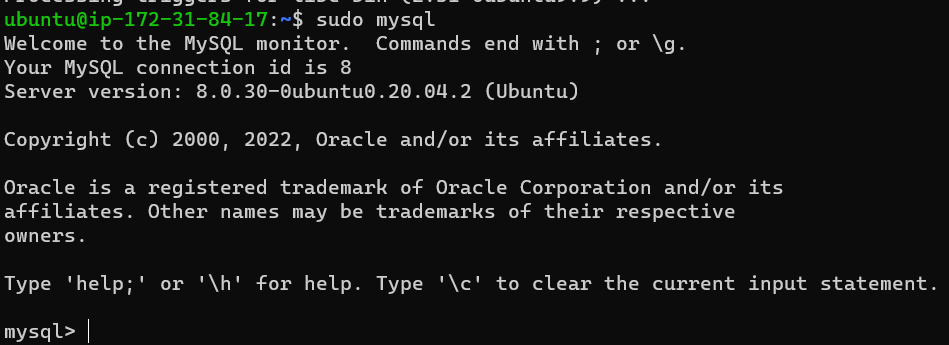 ubuntu@ip-172-31-84-17:~$ sudo mysql
Welcome to the MySQL monitor.  Commands end with ; or \g.
Your MySQL connection id is 8
Server version: 8.0.30-0ubuntu0.20.04.2 (Ubuntu)

Copyright (c) 2000, 2022, Oracle and/or its affiliates.

Oracle is a registered trademark of Oracle Corporation and/or its
affiliates. Other names may be trademarks of their respective
owners.

Type 'help;' or '\h' for help. Type '\c' to clear the current input statement.

mysql>